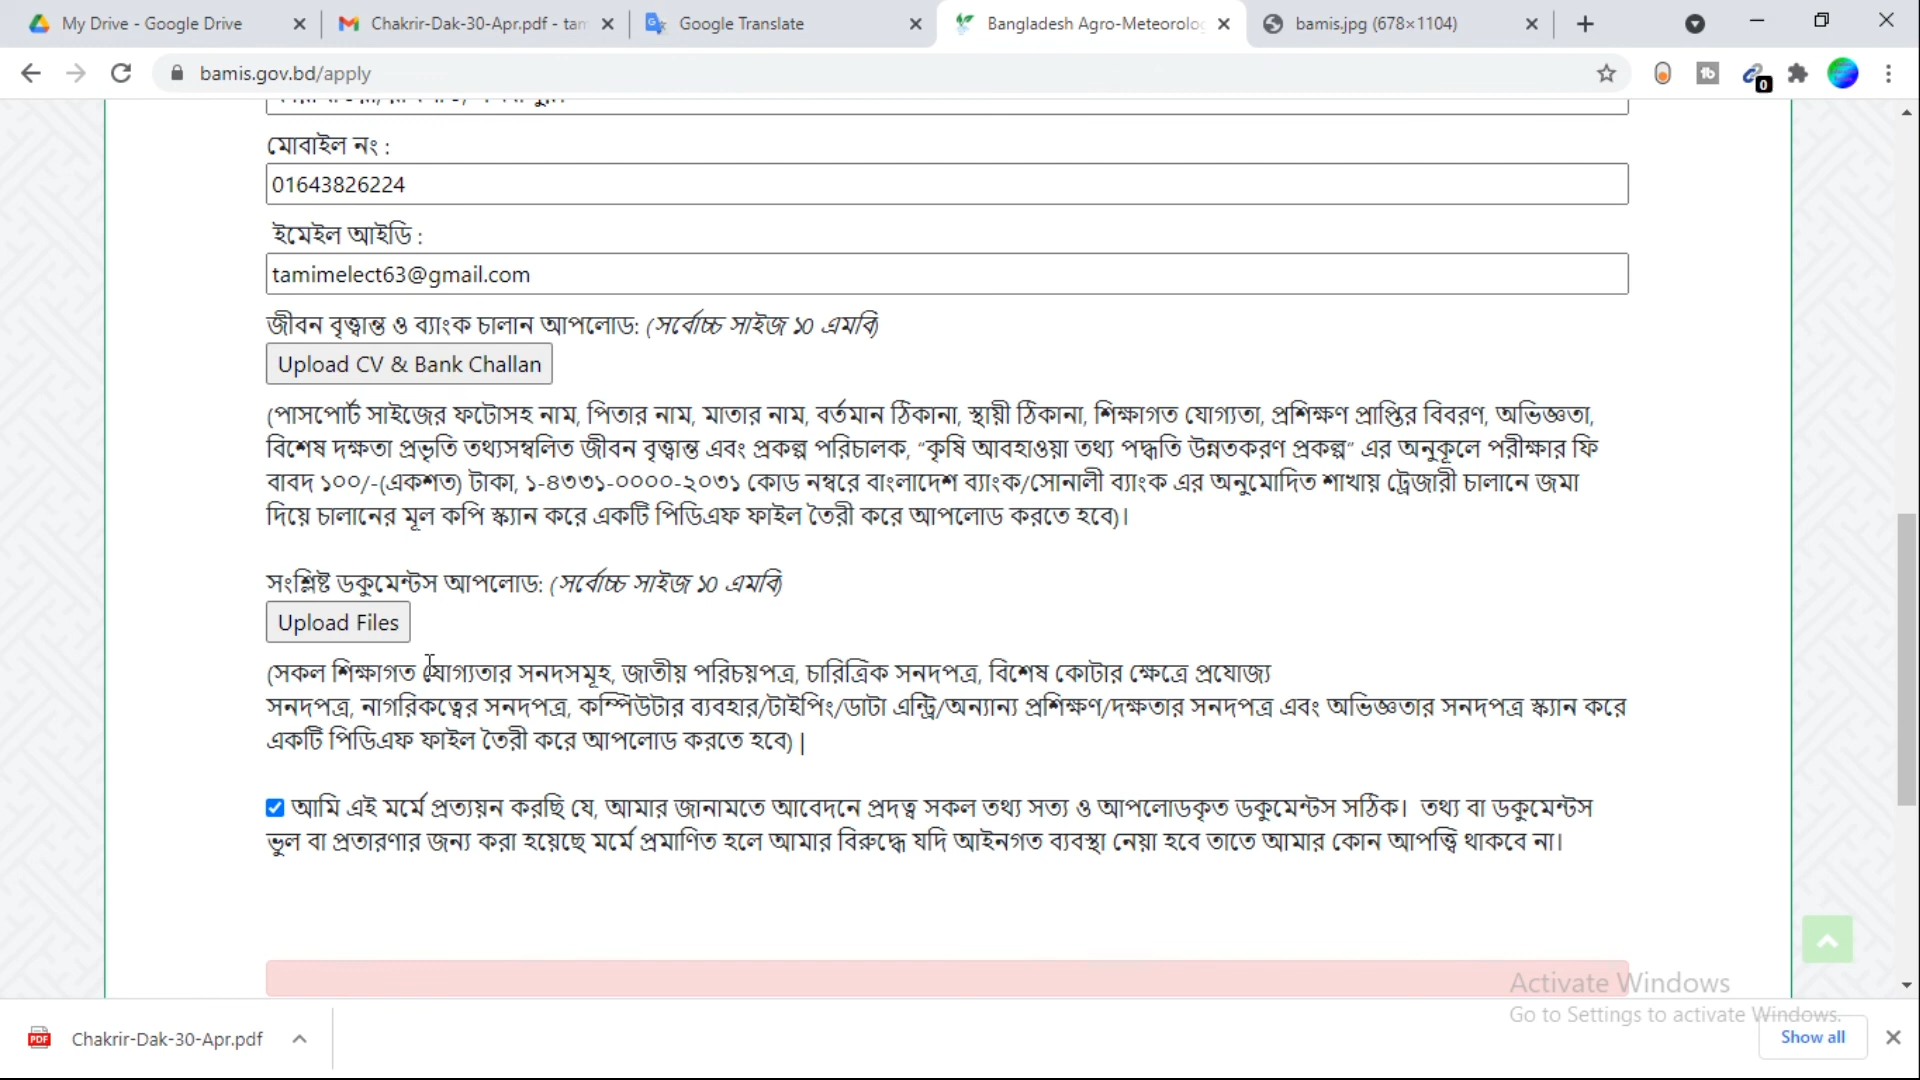 My Drive - Google Drive
Chakrir-Dak-30-Apr.pdf - tam
Google Translate
Bangladesh Agro-Meteorolog
bamis.jpg (678×1104)
bamis.gov.bd/apply
0
মোবাইল নং :
01643826224
ইমেইল আইডি :
tamimelect63@gmail.com
জীবন বৃত্ত্বান্ত ও ব্যাংক চালান আপলোড: (সর্বোচ্চ সাইজ ১০ এমবি)
Upload CV & Bank Challan
(পাসপোর্ট সাইজের ফটোসহ নাম, পিতার নাম, মাতার নাম, বর্তমান ঠিকানা, স্থায়ী ঠিকানা, শিক্ষাগত যোগ্যতা, প্রশিক্ষণ প্রাপ্তির বিবরণ, অভিজ্ঞতা,
বিশেষ দক্ষতা প্রভৃতি তথ্যসম্বলিত জীবন বৃত্ত্বান্ত এবং প্রকল্প পরিচালক, "কৃষি আবহাওয়া তথ্য পদ্ধতি উন্নতকরণ প্রকল্প" এর অনুকূলে পরীক্ষার ফি
বাবদ ১০০/-(একশত) টাকা, ১-৪৩৩১-০০০০-২০৩১ কোড নম্বরে বাংলাদেশ ব্যাংক/সোনালী ব্যাংক এর অনুমোদিত শাখায় ট্রেজারী চালানে জমা
দিয়ে চালানের মূল কপি স্ক্যান করে একটি পিডিএফ ফাইল তৈরী করে আপলোড করতে হবে)।
সংশ্লিষ্ট ডকুমেন্টস আপলোড: (সর্বোচ্চ সাইজ ১০ এমবি)
Upload Files
(সকল শিক্ষাগত যোগ্যতার সনদসমূহ, জাতীয় পরিচয়পত্র, চারিত্রিক সনদপত্র, বিশেষ কোটার ক্ষেত্রে প্রযোজ্য
সনদপত্র, নাগরিকত্বের সনদপত্র, কম্পিউটার ব্যবহার/টাইপিং/ডাটা এন্ট্রি/অন্যান্য প্রশিক্ষণ/দক্ষতার সনদপত্র এবং অভিজ্ঞতার সনদপত্র স্ক্যান করে
একটি পিডিএফ ফাইল তৈরী করে আপলোড করতে হবে) |
আমি এই মর্মে প্রত্যয়ন করছি যে, আমার জানামতে আবেদনে প্রদত্ব সকল তথ্য সত্য ও আপলোডকৃত ডকুমেন্টস সঠিক। তথ্য বা ডকুমেন্টস
ভুল বা প্রতারণার জন্য করা হয়েছে মর্মে প্রমাণিত হলে আমার বিরুদ্ধে যদি আইনগত ব্যবস্থা নেয়া হবে তাতে আমার কোন আপত্ত্বি থাকবে না।
Activate Windows
Go to Settings to activate Windows.
PDF
Chakrir-Dak-30-Apr.pdf
Show all